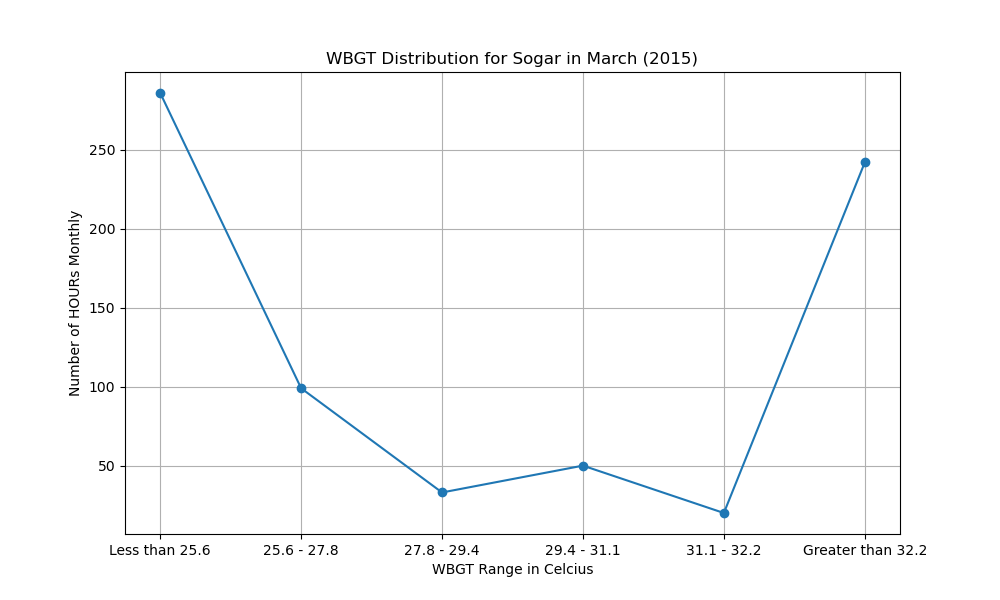 WBGT Distribution for Sogar in March (2015)
Number of HOURs Monthly
250
200
150
100
50
Less than 25.6 25.6 - 27.8 27.8 - 29.4 29.4 - 31.1 31.1 - 32.2 Greater than 32.2
WBGT Range in Celcius